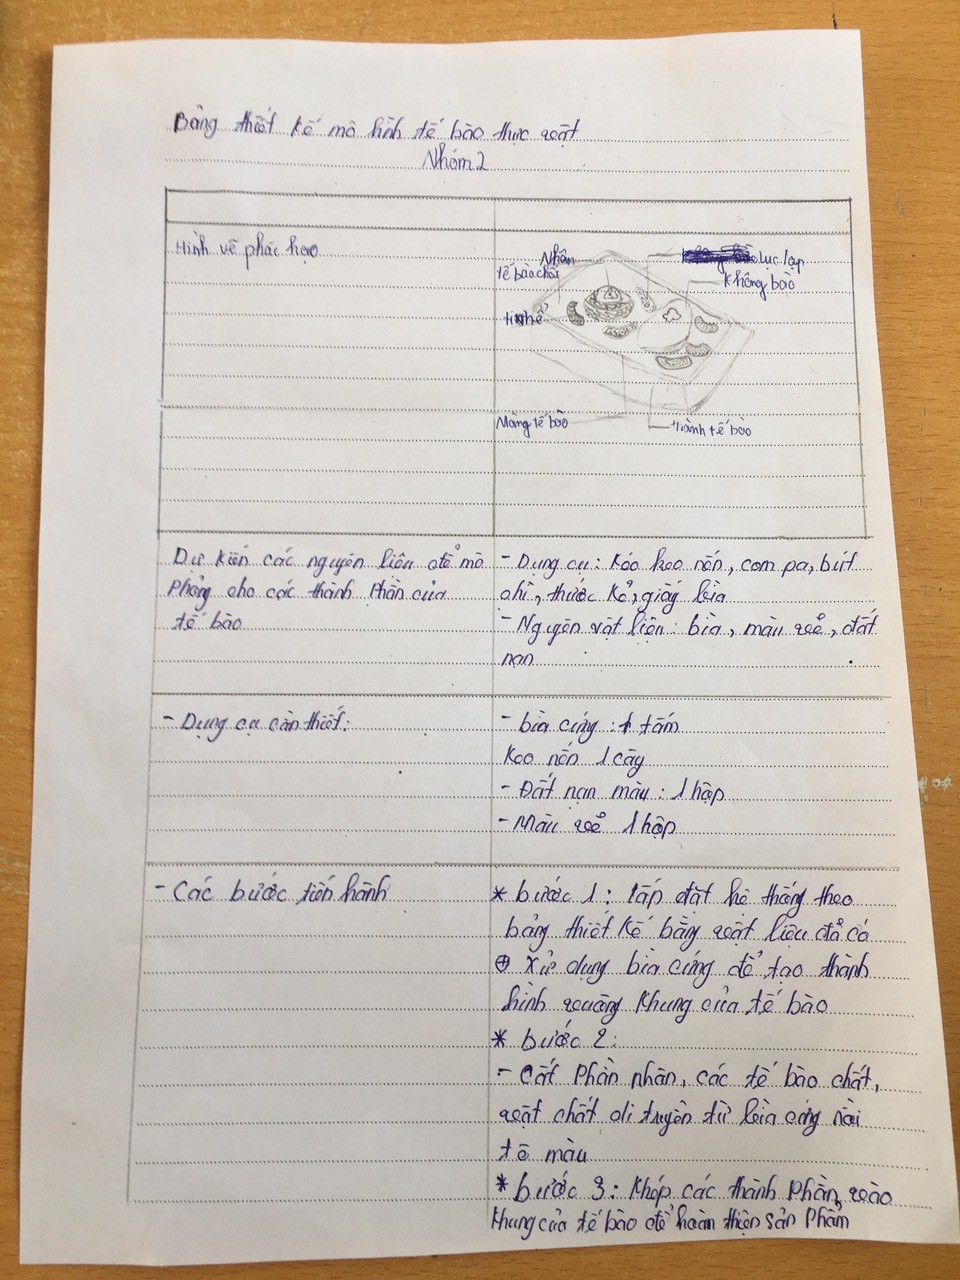 Bảng thiết kế mô hình tế bào thực vật
Nhóm 2
Hình vẽ phác họa
Nhân
tế bào chất
lục lạp
không bào
Màng tế bào
thành tế bào
Dự kiến các nguyên liệu để mô
phỏng cho các thành phần của
tế bào
- Dụng cụ: Kéo keo nến, com pa, bút
chì, thước kẻ, giấy bìa
- Nguyên vật liệu: bìa, màu vẽ, đất
nạn
- Dụng cạ cần thiết:
- bìa cứng: 1 tấm
Keo nến 1 cây
- Đất nạn màu: 1 hộp
- Màu vẽ 1 hộp
- Các bước tiến hành
* bước 1: lắp đặt hệ thống theo
bảng thiết kế bằng vật liệu đã có
⊕ xử dụng bìa cứng để tạo thành
hình vuông khung của tế bào
* bước 2:
- Cắt phần nhân, các tế bào chất,
vật chất di truyền từ bìa cứng rồi
tô màu
* bước 3: Khớp các thành phần vào
khung của tế bào để hoàn thiện sản phẩm